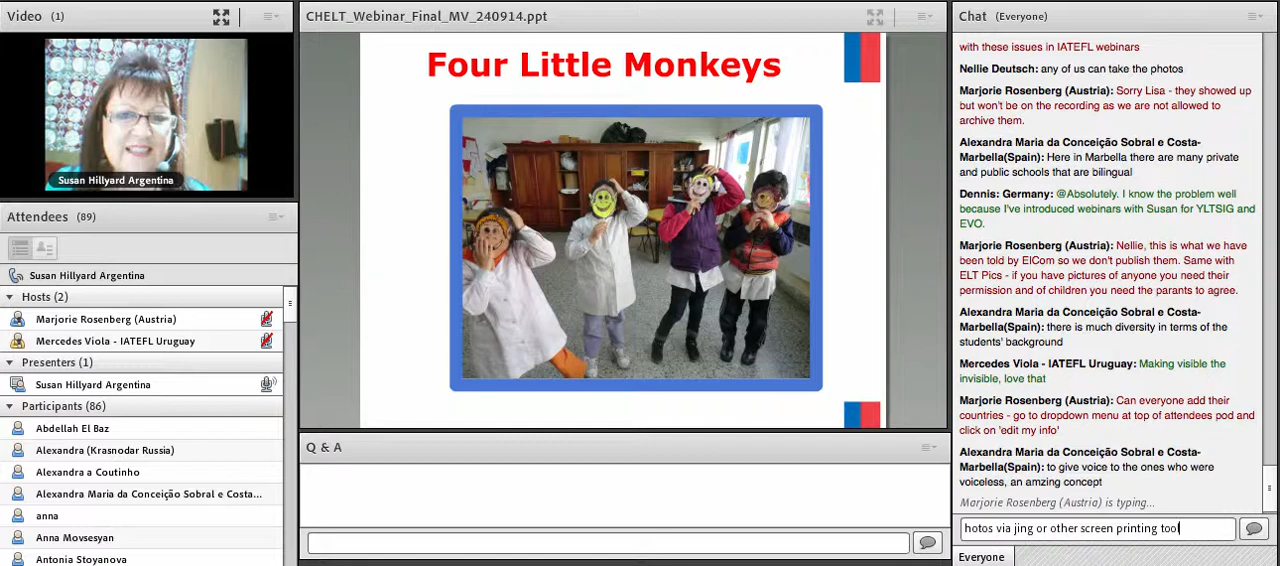 Video (1)
Susan Hillyard Argentina
Attendees (89)
Susan Hillyard Argentina
Hosts (2)
Marjorie Rosenberg (Austria)
Mercedes Viola - IATEFL Uruguay
Presenters (1)
Susan Hillyard Argentina
Participants (86)
Abdellah El Baz
Alexandra (Krasnodar Russia)
Alexandra a Coutinho
Alexandra Maria da Conceição Sobral e Costa...
anna
Anna Movsesyan
Antonia Stoyanova
CHELT_Webinar_Final_MV_240914.ppt
Four Little Monkeys
Q & A
Chat (Everyone)
with these issues in IATEFL webinars
Nellie Deutsch: any of us can take the photos
Marjorie Rosenberg (Austria): Sorry Lisa - they showed up
but won't be on the recording as we are not allowed to
archive them.
Alexandra Maria da Conceição Sobral e Costa-
Marbella(Spain): Here in Marbella there are many private
and public schools that are bilingual
Dennis: Germany: @Absolutely. I know the problem well
because I've introduced webinars with Susan for YLTSIG and
EVO.
Marjorie Rosenberg (Austria): Nellie, this is what we have
been told by ElCom so we don't publish them. Same with
ELT Pics - if you have pictures of anyone you need their
permission and of children you need the parants to agree.
Alexandra Maria da Conceição Sobral e Costa-
Marbella(Spain): there is much diversity in terms of the
students' background
Mercedes Viola - IATEFL Uruguay: Making visible the
invisible, love that
Marjorie Rosenberg (Austria): Can everyone add their
countries - go to dropdown menu at top of attendees pod and
click on 'edit my info'
Alexandra Maria da Conceição Sobral e Costa-
Marbella(Spain): to give voice to the ones who were
voiceless, an amzing concept
Marjorie Rosenberg (Austria) is typing...
hotos via jing or other screen printing tool
Everyone